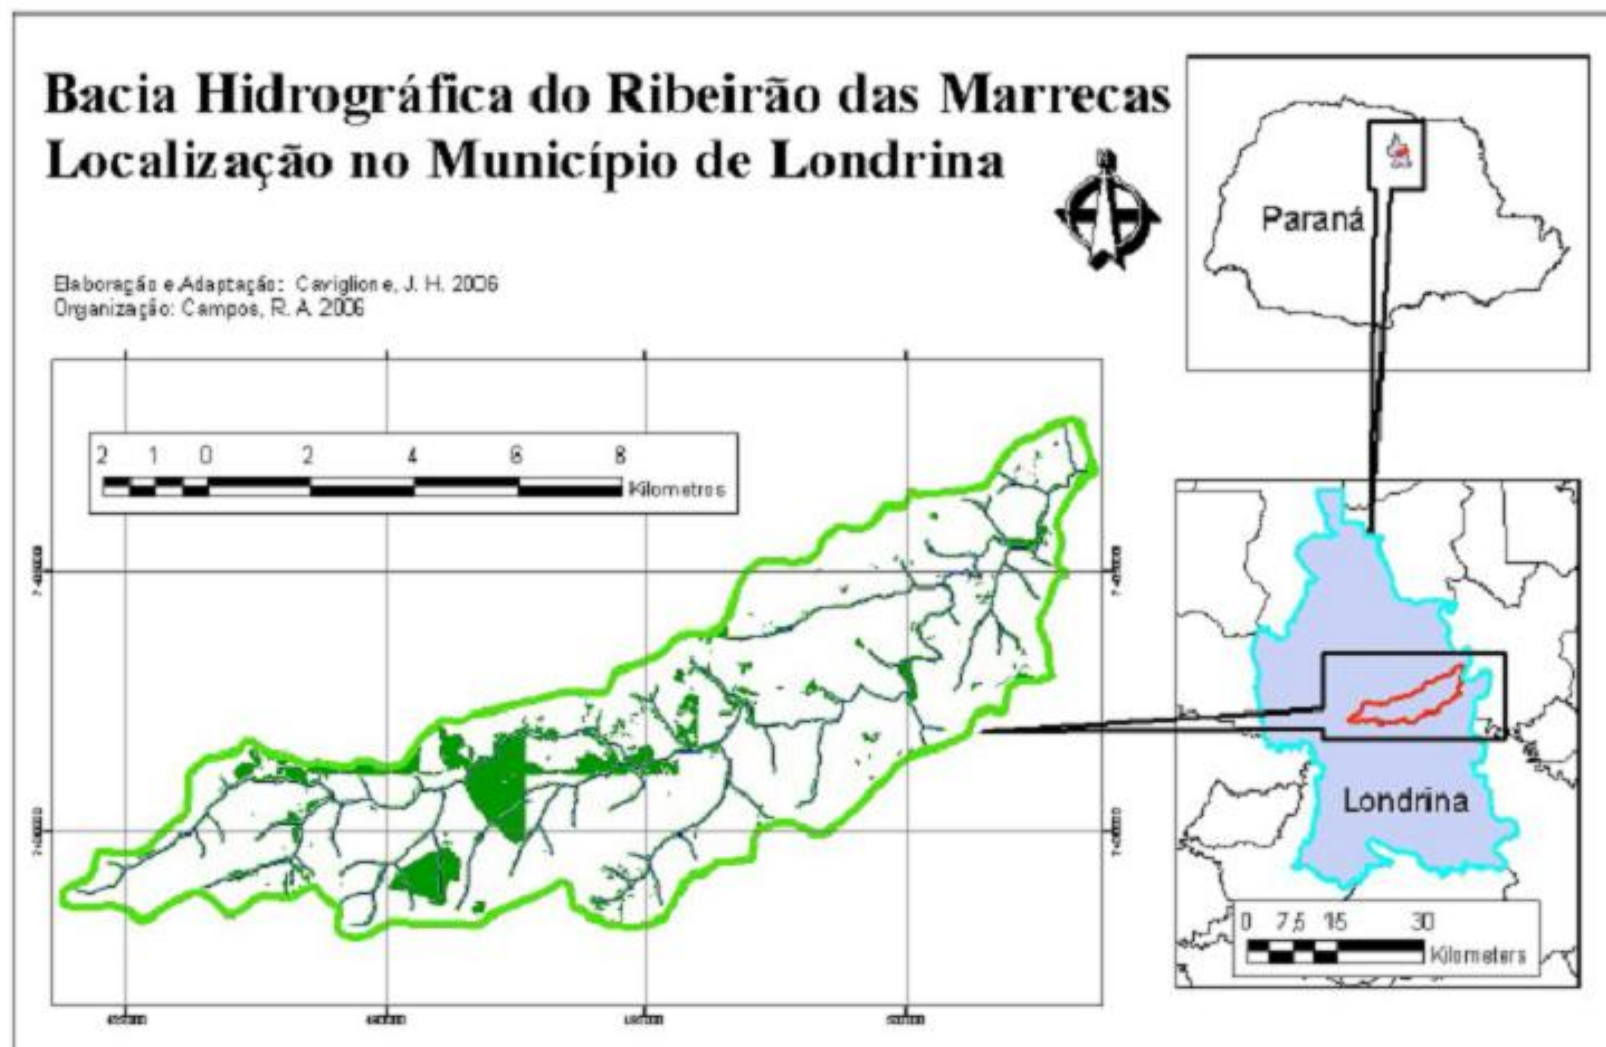 Bacia Hidrográfica do Ribeirão das Marrecas
Localização no Município de Londrina
N
Elaboração e Adaptação: Caviglione, J. H. 2006
Organização: Campos, R. A 2006
Paraná
2 1 0 2 4 6 8
Kilometros
Londrina
0 7,5 15 30
Kilometers